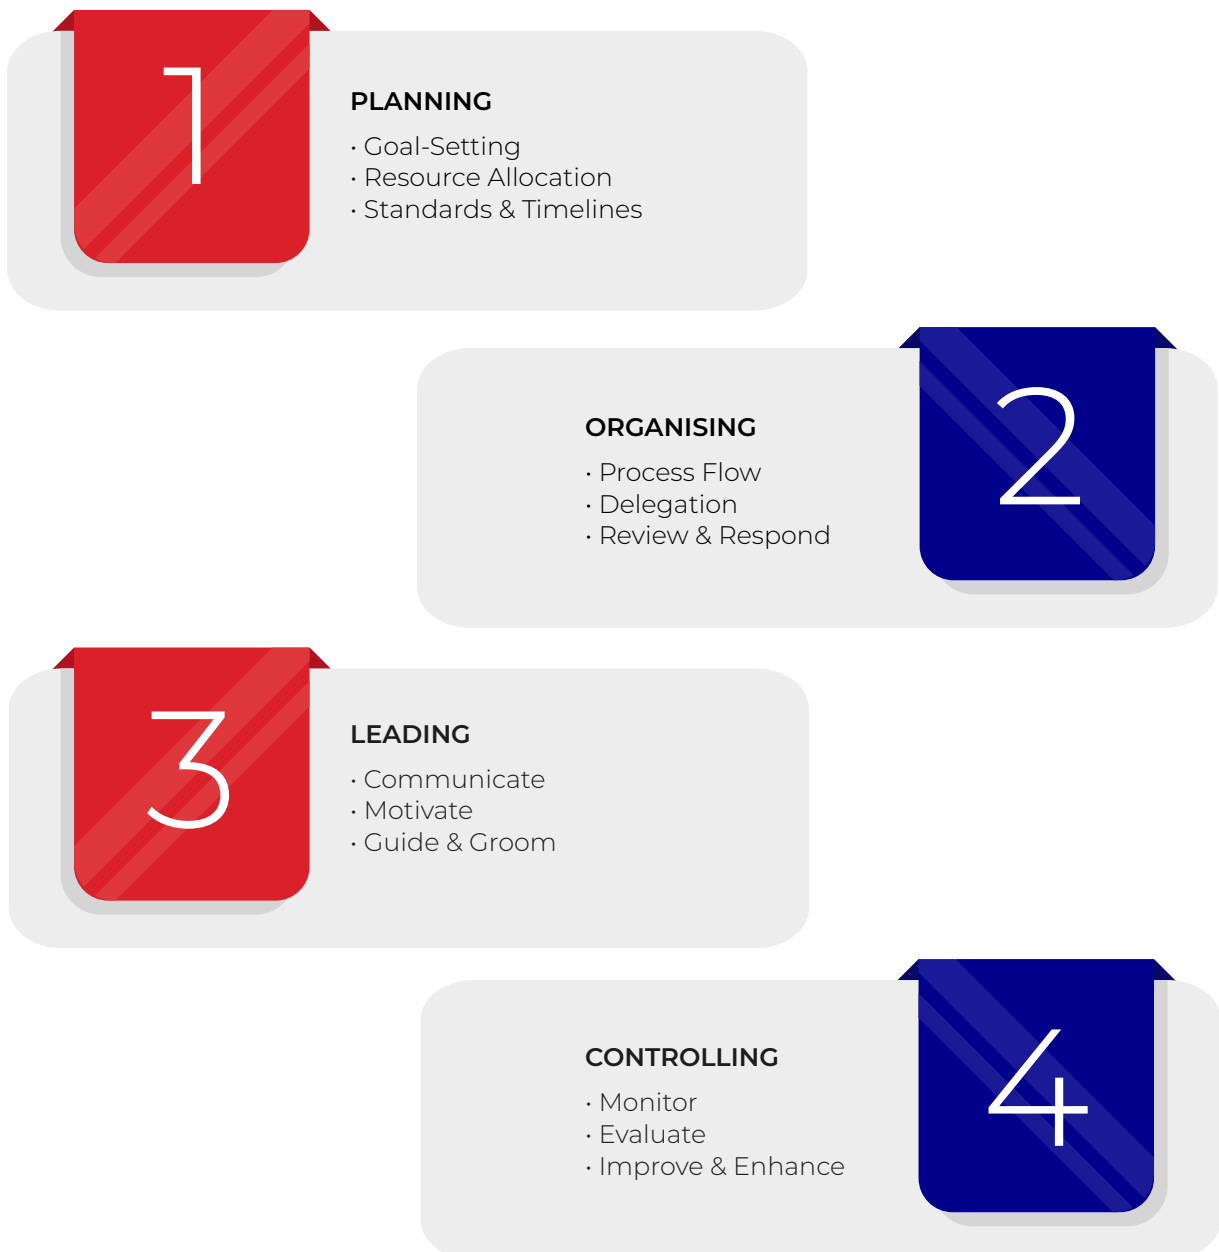 1
PLANNING
· Goal-Setting
· Resource Allocation
· Standards & Timelines
2
ORGANISING
· Process Flow
· Delegation
· Review & Respond
3
LEADING
· Communicate
· Motivate
· Guide & Groom
4
CONTROLLING
· Monitor
· Evaluate
· Improve & Enhance